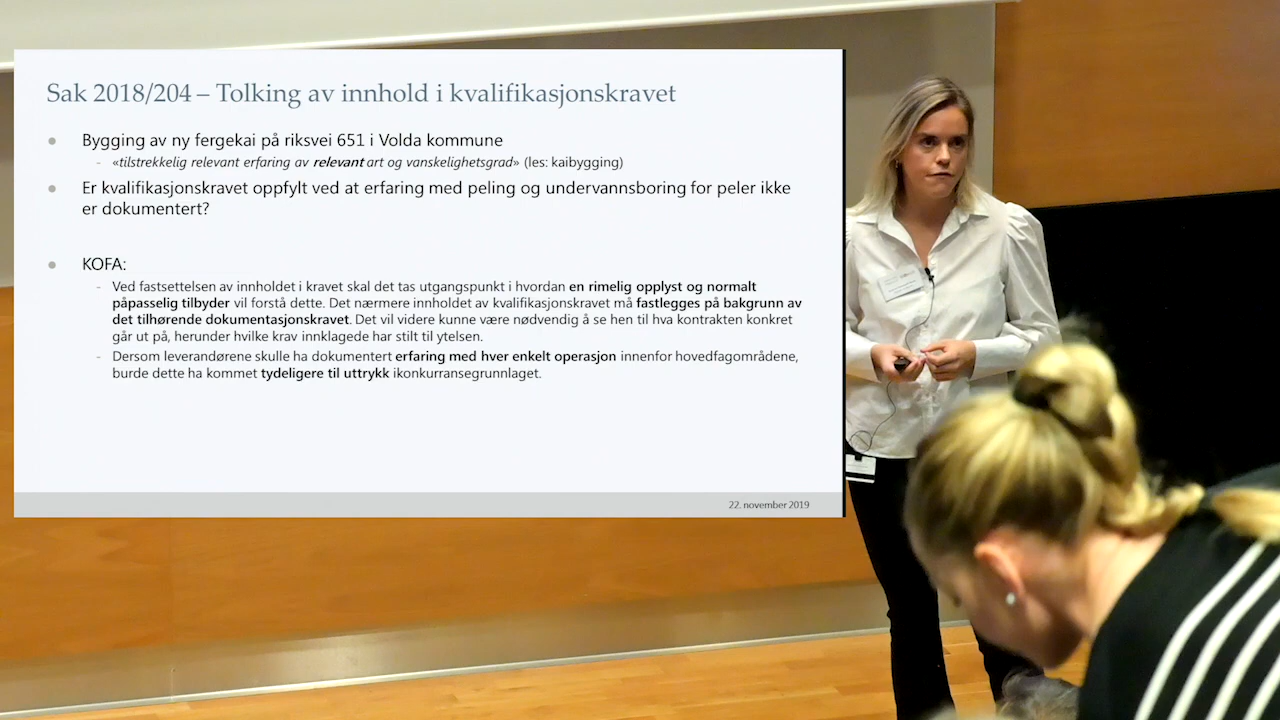 Sak 2018/204 – Tolking av innhold i kvalifikasjonskravet
● Bygging av ny fergekai på riksvei 651 i Volda kommune
- «tilstrekkelig relevant erfaring av relevant art og vanskelighetsgrad» (les: kaibygging)
● Er kvalifikasjonskravet oppfylt ved at erfaring med peling og undervannsboring for peler ikke
er dokumentert?
● KOFA:
- Ved fastsettelsen av innholdet i kravet skal det tas utgangspunkt i hvordan en rimelig opplyst og normalt
påpasselig tilbyder vil forstå dette. Det nærmere innholdet av kvalifikasjonskravet må fastlegges på bakgrunn av
det tilhørende dokumentasjonskravet. Det vil videre kunne være nødvendig å se hen til hva kontrakten konkret
går ut på, herunder hvilke krav innklagede har stilt til ytelsen.
- Dersom leverandørene skulle ha dokumentert erfaring med hver enkelt operasjon innenfor hovedfagområdene,
burde dette ha kommet tydeligere til uttrykk ikonkurransegrunnlaget.
22. november 2019